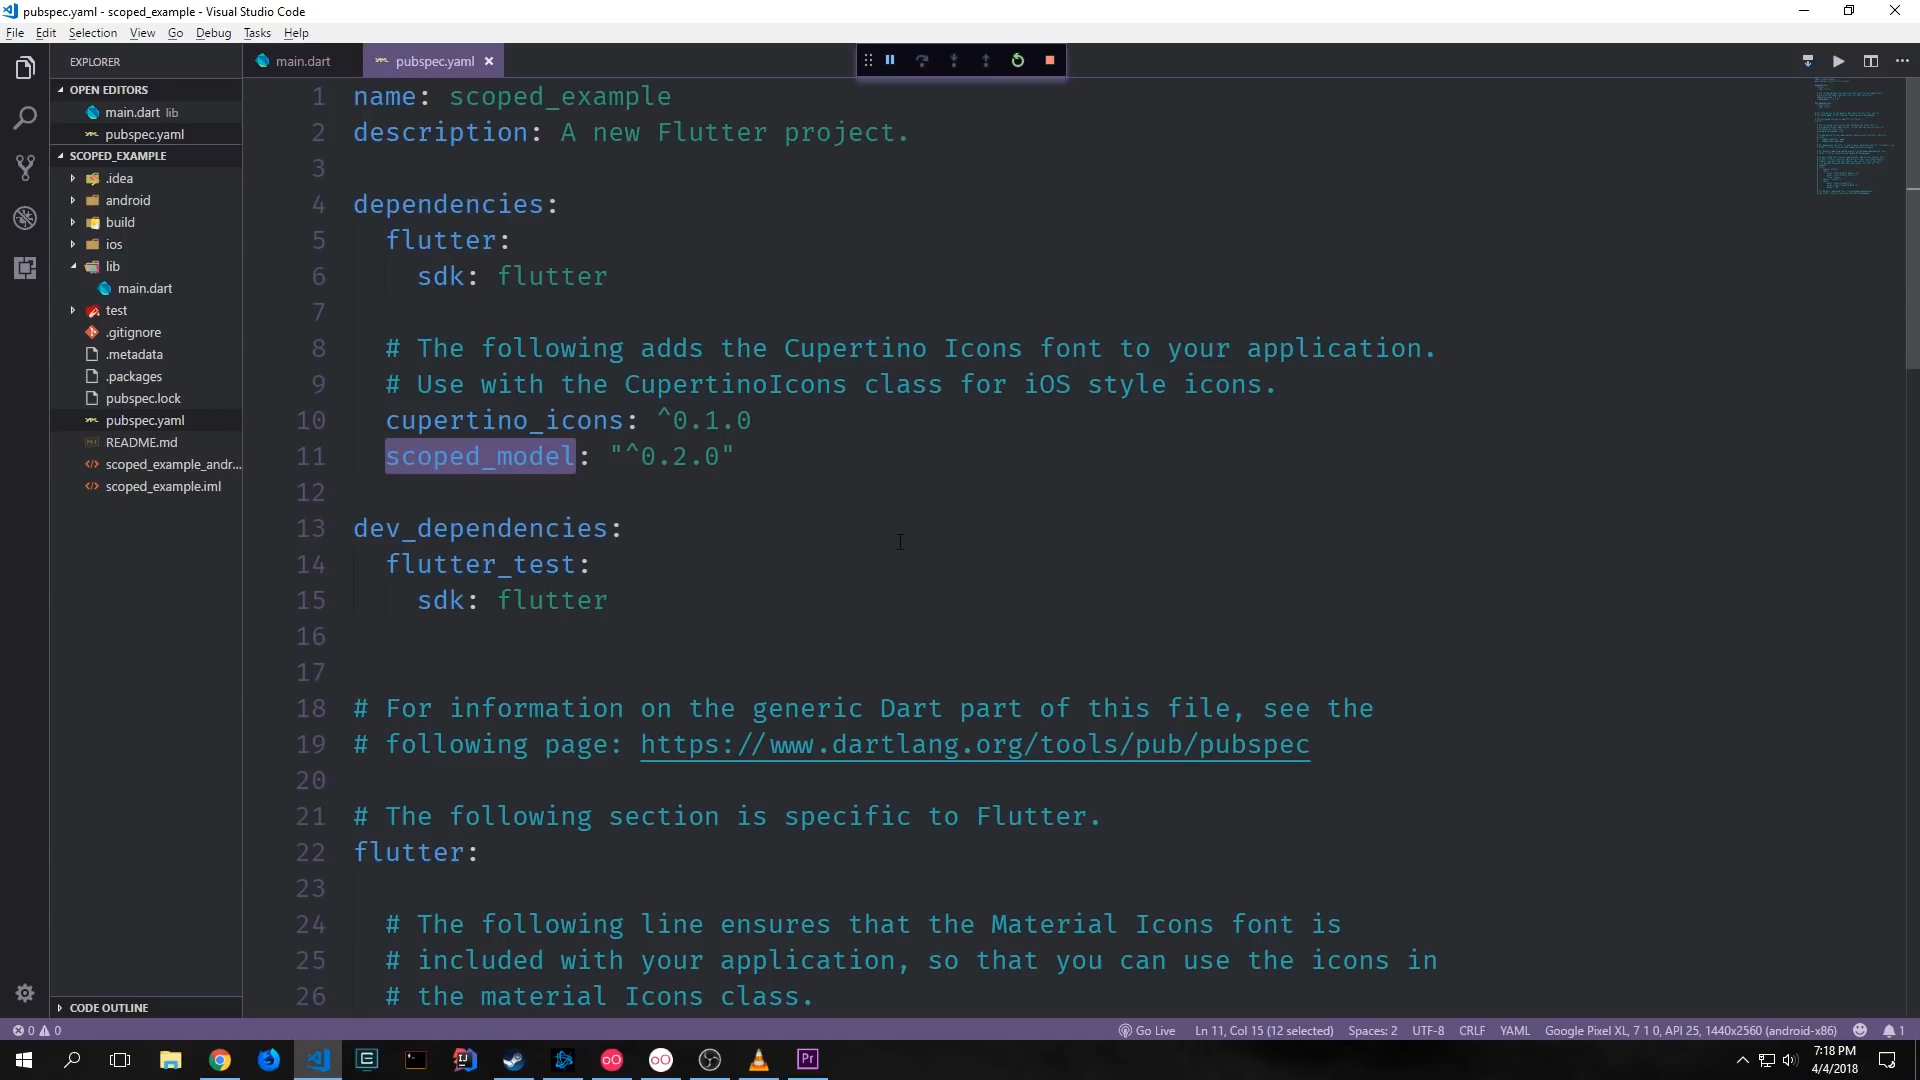 pubspec.yaml - scoped_example - Visual Studio Code
File Edit Selection View Go Debug Tasks Help
EXPLORER
OPEN EDITORS
main.dart lib
pubspec.yaml
SCOPED_EXAMPLE
.idea
android
build
ios
lib
main.dart
test
.gitignore
.metadata
.packages
pubspec.lock
pubspec.yaml
README.md
scoped_example_andr...
scoped_example.iml
CODE OUTLINE
main.dart
pubspec.yaml
1 name: scoped_example
2 description: A new Flutter project.
3
4 dependencies:
5 flutter:
6 sdk: flutter
7
8 # The following adds the Cupertino Icons font to your application.
9 # Use with the CupertinoIcons class for iOS style icons.
10 cupertino_icons: ^0.1.0
11 scoped_model: "^0.2.0"
12
13 dev_dependencies:
14 flutter_test:
15 sdk: flutter
16
17
18 # For information on the generic Dart part of this file, see the
19 # following page: https://www.dartlang.org/tools/pub/pubspec
20
21 # The following section is specific to Flutter.
22 flutter:
23
24 # The following line ensures that the Material Icons font is
25 # included with your application, so that you can use the icons in
26 # the material Icons class.
0 0 Go Live Ln 11, Col 15 (12 selected) Spaces: 2 UTF-8 CRLF YAML Google Pixel XL, 7 1 0, API 25, 1440x2560 (android-x86) 1
7:18 PM
4/4/2018